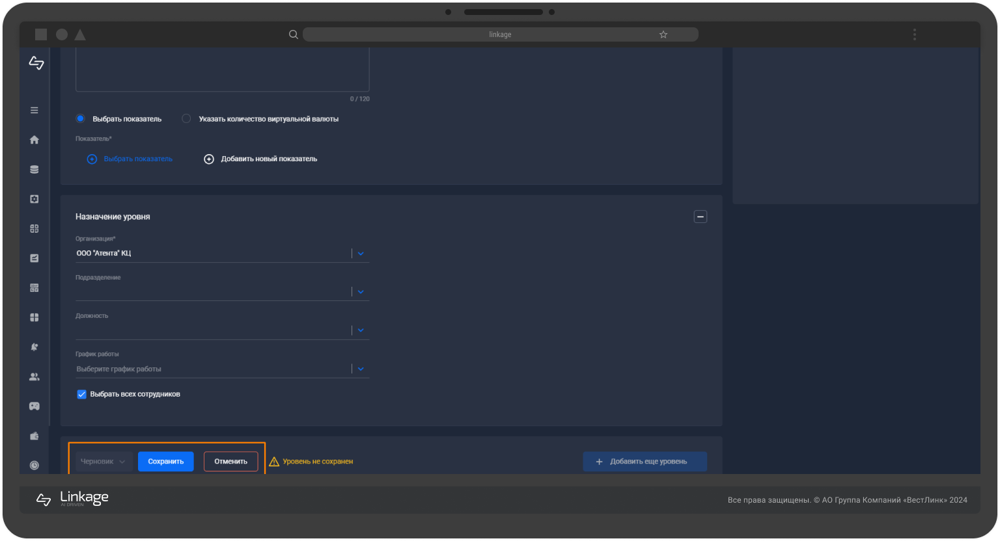 linkage
0 / 120
Выбрать показатель
Указать количество виртуальной валюты
Показатель*
Выбрать показатель
Добавить новый показатель
Назначение уровня
Организация*
ООО "Атента" КЦ
Подразделение
Должность
График работы
Выберите график работы
Выбрать всех сотрудников
Черновик
Сохранить
Отменить
Уровень не сохранен
Добавить еще уровень
Linkage
AI DRIVEN
Все права защищены. © АО Группа Компаний «ВестЛинк» 2024